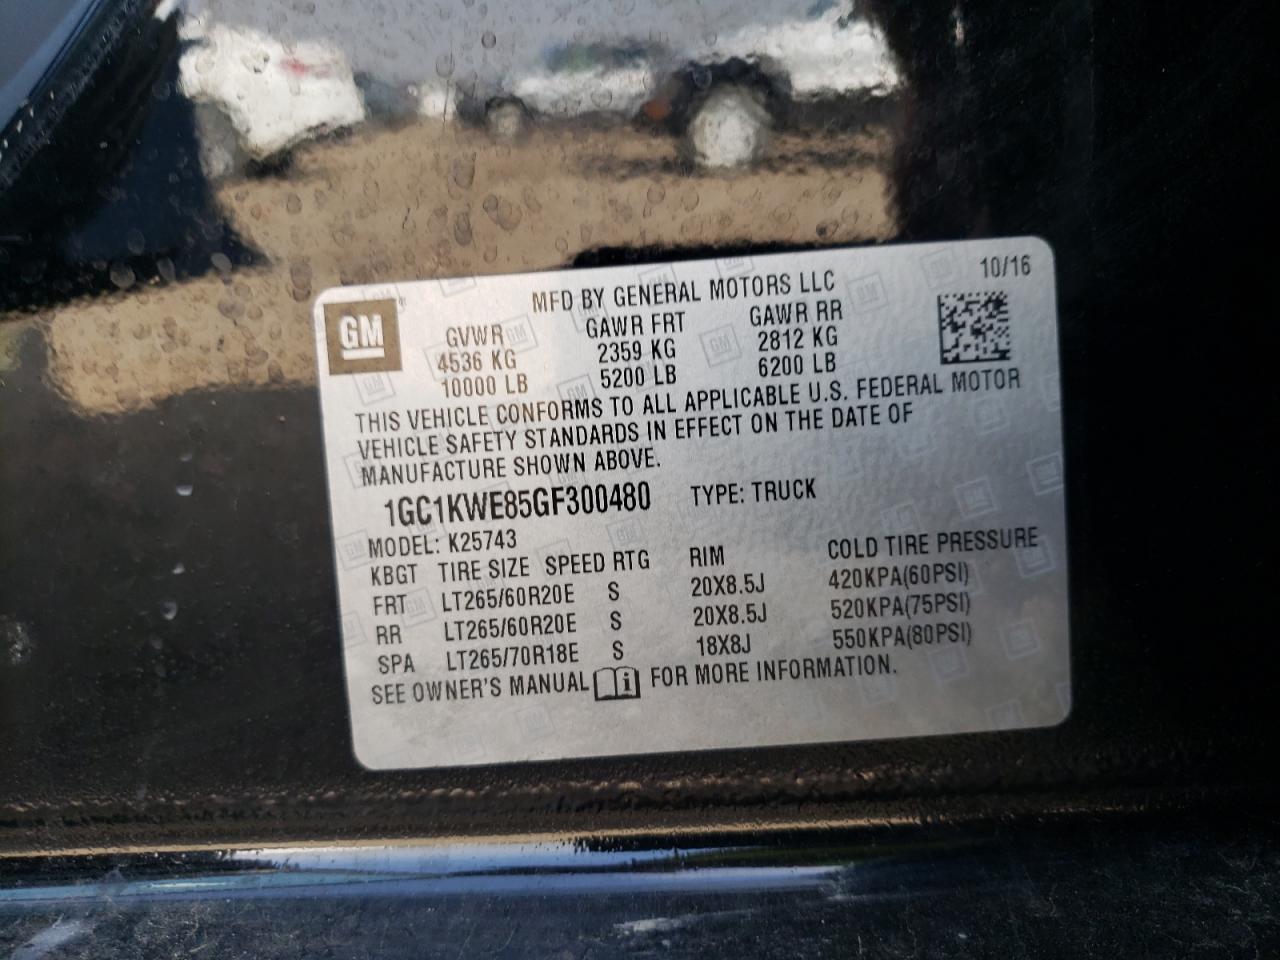 10/16
MFD BY GENERAL MOTORS LLC
GM
GVWR GAWR FRT GAWR RR
4536 KG 2359 KG 2812 KG
10000 LB 5200 LB 6200 LB
THIS VEHICLE CONFORMS TO ALL APPLICABLE U.S. FEDERAL MOTOR
VEHICLE SAFETY STANDARDS IN EFFECT ON THE DATE OF
MANUFACTURE SHOWN ABOVE.
1GC1KWE85GF300480 TYPE: TRUCK
MODEL: K25743
KBGT TIRE SIZE SPEED RTG RIM COLD TIRE PRESSURE
FRT LT265/60R20E S 20X8.5J 420KPA(60PSI)
RR LT265/60R20E S 20X8.5J 520KPA(75PSI)
SPA LT265/70R18E S 18X8J 550KPA(80PSI)
SEE OWNER'S MANUAL FOR MORE INFORMATION.